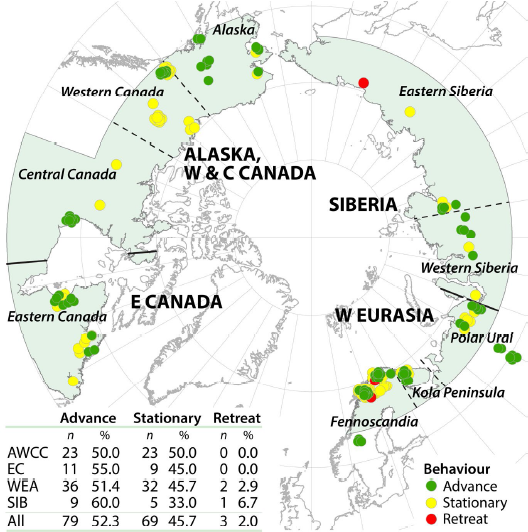 Alaska
Western Canada
Eastern Siberia
ALASKA,
W & C CANADA
Central Canada
SIBERIA
Western Siberia
E CANADA
W EURASIA
Eastern Canada
Polar Ural
Kola Peninsula
Fennoscandia
Advance Stationary Retreat
n % n % n %
AWCC 23 50.0 23 50.0 0 0.0
EC 11 55.0 9 45.0 0 0.0
WEA 36 51.4 32 45.7 2 2.9
SIB 9 60.0 5 33.0 1 6.7
All 79 52.3 69 45.7 3 2.0
Behaviour
Advance
Stationary
Retreat